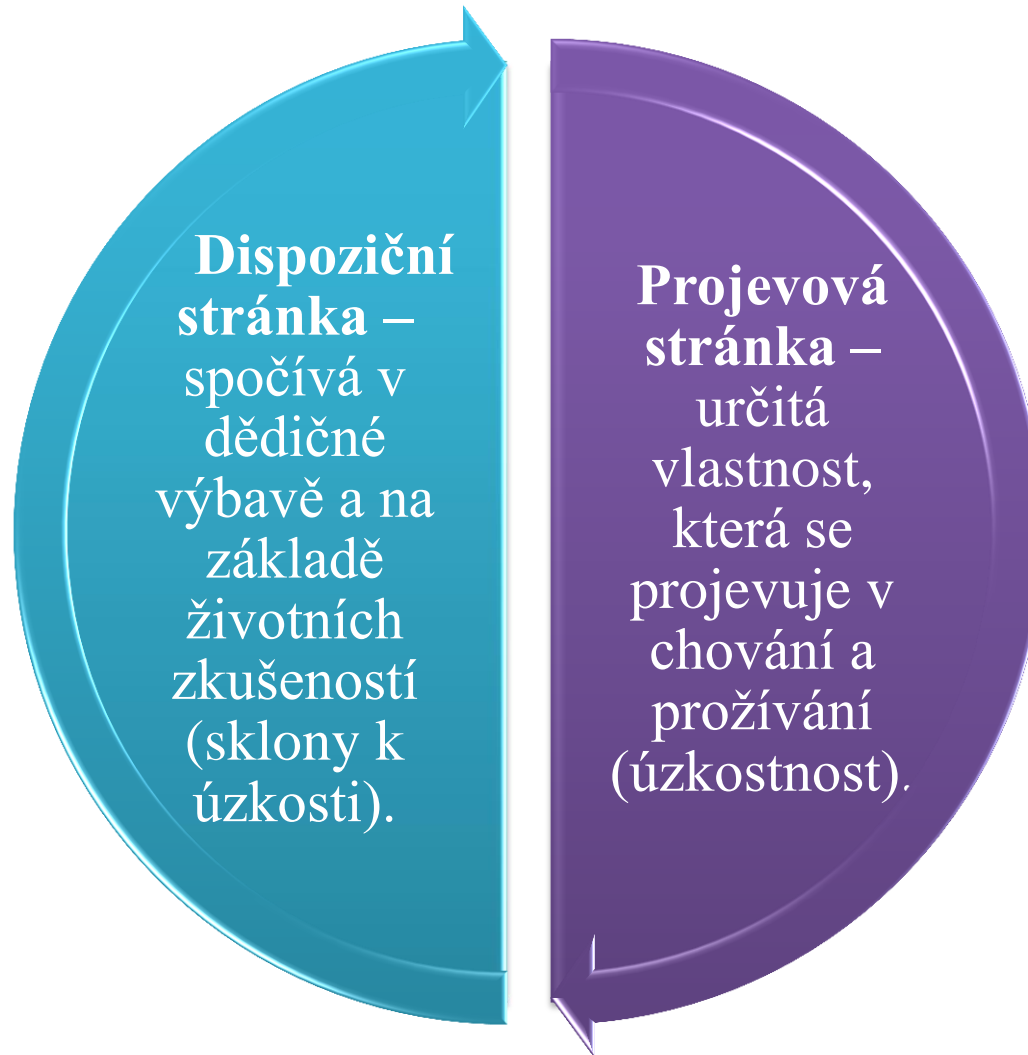 Dispoziční
stránka –
spočívá v
dědičné
výbavě a na
základě
životních
zkušeností
(sklony k
úzkosti).
Projevová
stránka –
určitá
vlastnost,
která se
projevuje v
chování a
prožívání
(úzkostnost).